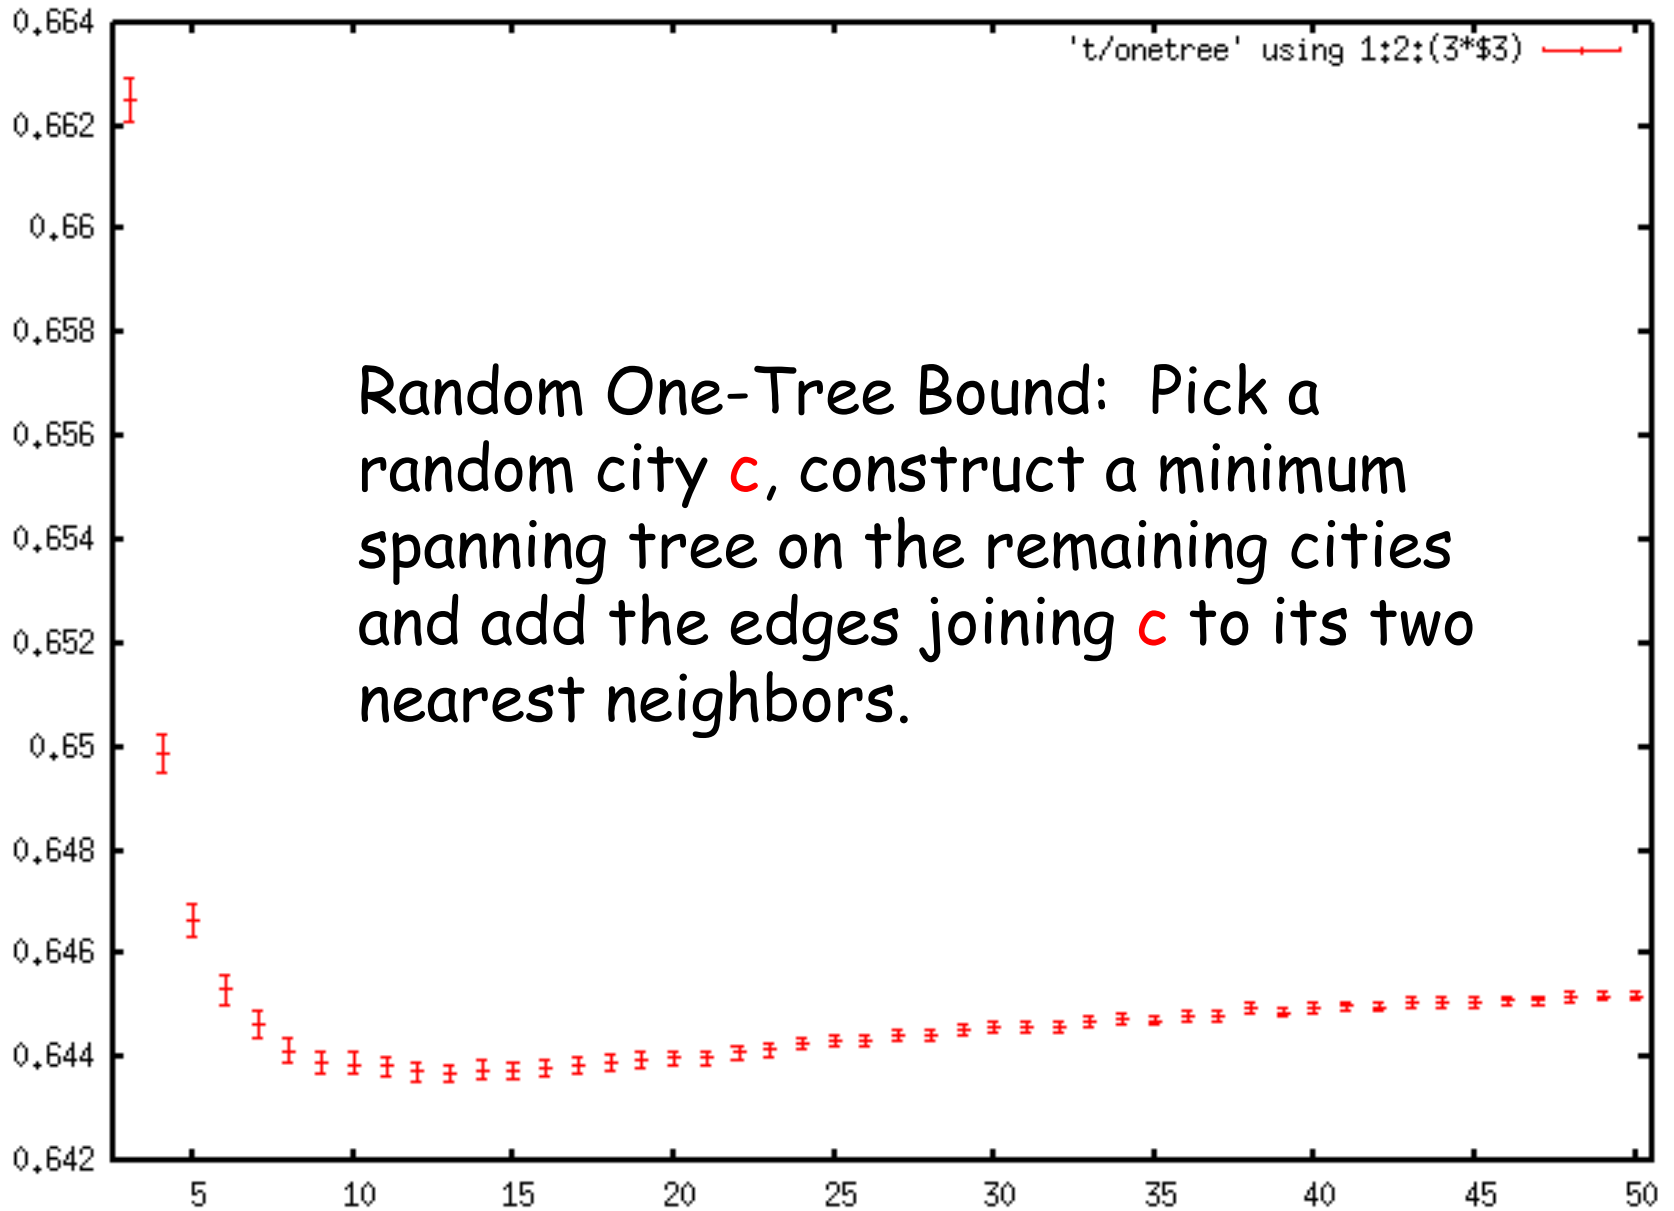 0.664
't/onetree' using 1:2:(3*$3)
0.662
0.66
0.658
Random One-Tree Bound: Pick a
0.656
random city c, construct a minimum
0.654
spanning tree on the remaining cities
0.652
and add the edges joining c to its two
nearest neighbors.
0.65
0.648
0.646
0.644
0.642
5 10 15 20 25 30 35 40 45 50